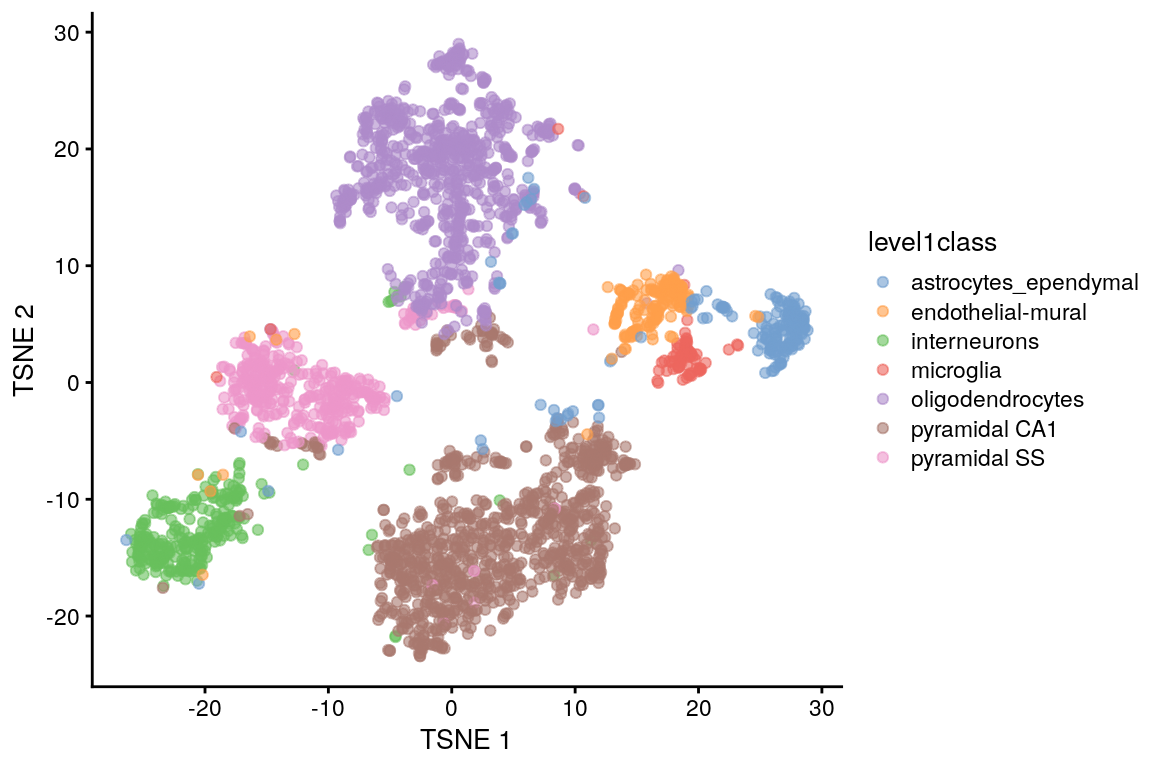 30
20
10
0
-10
-20
TSNE 2
-20
-10
0
10
20
30
TSNE 1
level1class
astrocytes_ependymal
endothelial-mural
interneurons
microglia
oligodendrocytes
pyramidal CA1
pyramidal SS